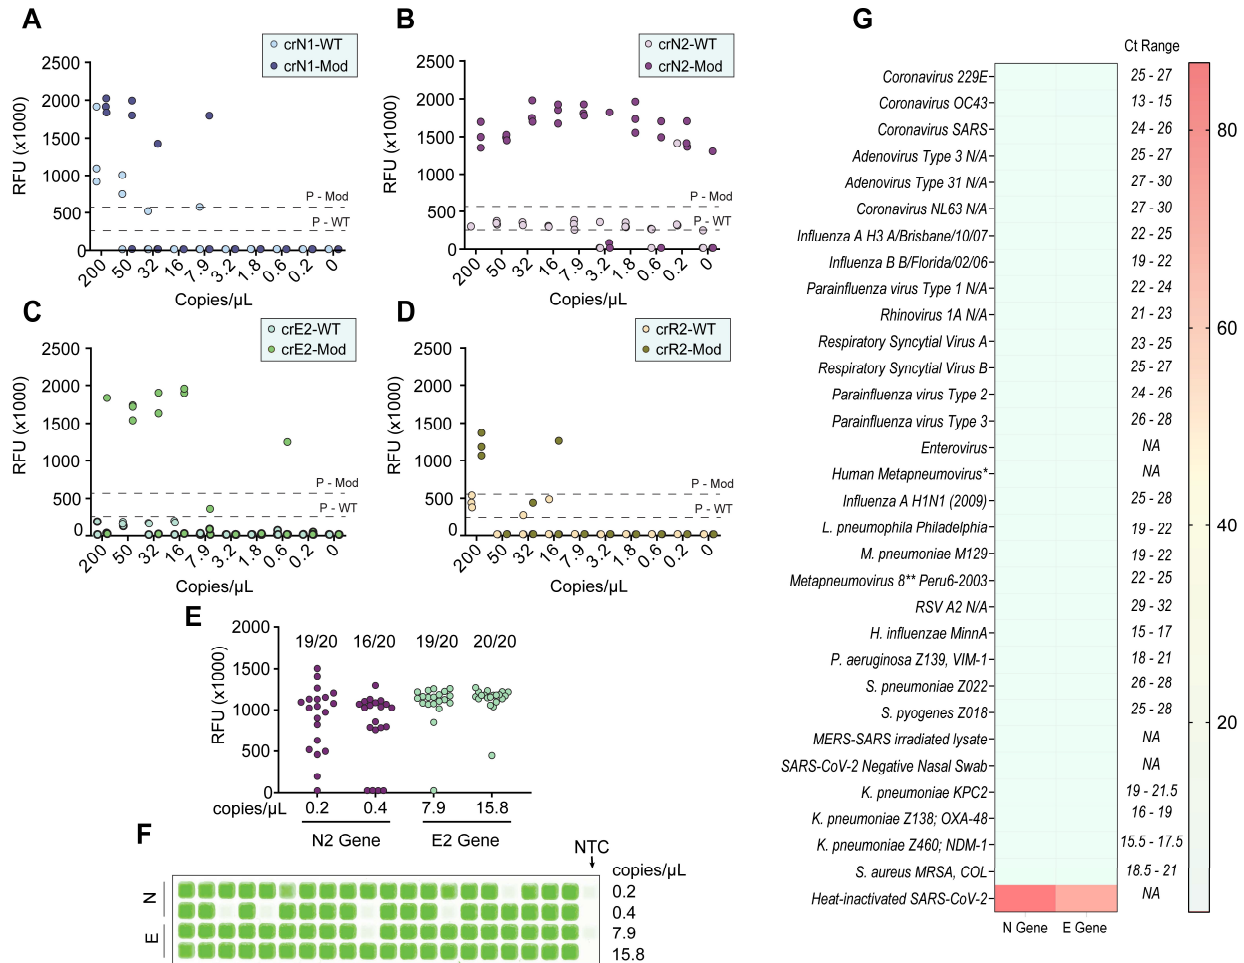 A
crN1-WT
crN1-Mod
RFU (x1000)
2500
2000
1500
1000
500
0
P - Mod
P - WT
200 50 32 16 7.9 3.2 1.8 0.6 0.2 0
Copies/µL
B
crN2-WT
crN2-Mod
RFU (x1000)
2500
2000
1500
1000
500
0
P - Mod
P - WT
200 50 32 16 7.9 3.2 1.8 0.6 0.2 0
Copies/µL
C
crE2-WT
crE2-Mod
RFU (x1000)
2500
2000
1500
1000
500
0
P - Mod
P - WT
200 50 32 16 7.9 3.2 1.8 0.6 0.2 0
Copies/µL
D
crR2-WT
crR2-Mod
RFU (x1000)
2500
2000
1500
1000
500
0
P - Mod
P - WT
200 50 32 16 7.9 3.2 1.8 0.6 0.2 0
Copies/µL
E
RFU (x1000)
2000
1500
1000
500
0
19/20 16/20 19/20 20/20
copies/µL 0.2 0.4 7.9 15.8
N2 Gene E2 Gene
F
NTC
copies/µL
N
E
0.2
0.4
7.9
15.8
G
Ct Range
Coronavirus 229E 25 - 27
Coronavirus OC43 13 - 15
Coronavirus SARS 24 - 26
Adenovirus Type 3 N/A 25 - 27
Adenovirus Type 31 N/A 27 - 30
Coronavirus NL63 N/A 27 - 30
Influenza A H3 A/Brisbane/10/07 22 - 25
Influenza B B/Florida/02/06 19 - 22
Parainfluenza virus Type 1 N/A 22 - 24
Rhinovirus 1A N/A 21 - 23
Respiratory Syncytial Virus A 23 - 25
Respiratory Syncytial Virus B 25 - 27
Parainfluenza virus Type 2 24 - 26
Parainfluenza virus Type 3 26 - 28
Enterovirus NA
Human Metapneumovirus* NA
Influenza A H1N1 (2009) 25 - 28
L. pneumophila Philadelphia 19 - 22
M. pneumoniae M129 19 - 22
Metapneumovirus 8** Peru6-2003 22 - 25
RSV A2 N/A 29 - 32
H. influenzae MinnA 15 - 17
P. aeruginosa Z139, VIM-1 18 - 21
S. pneumoniae Z022 26 - 28
S. pyogenes Z018 25 - 28
MERS-SARS irradiated lysate NA
SARS-CoV-2 Negative Nasal Swab NA
K. pneumoniae KPC2 19 - 21.5
K. pneumoniae Z138; OXA-48 16 - 19
K. pneumoniae Z460; NDM-1 15.5 - 17.5
S. aureus MRSA, COL 18.5 - 21
Heat-inactivated SARS-CoV-2 NA
N Gene E Gene
80
60
40
20